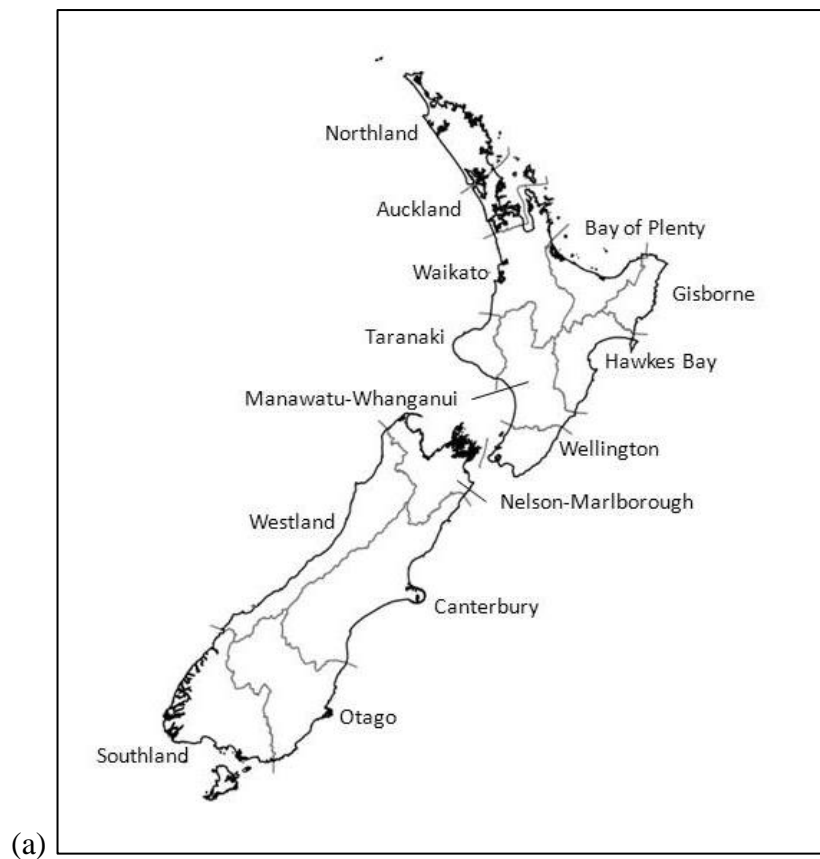 Northland
Auckland
Bay of Plenty
Waikato
Gisborne
Taranaki
Hawkes Bay
Manawatu-Whanganui
Wellington
Nelson-Marlborough
Westland
Canterbury
Otago
Southland
(a)